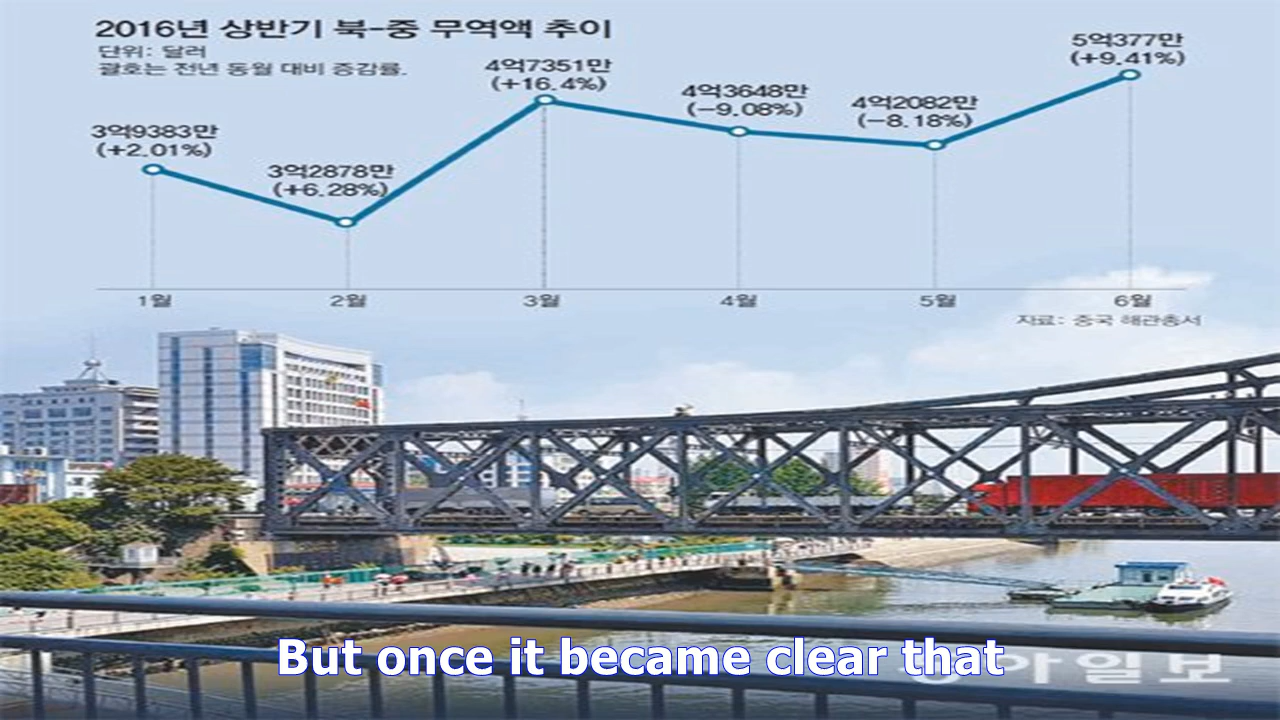 2016년 상반기 북-중 무역액 추이
단위: 달러
괄호는 전년 동월 대비 증감률.
3억9383만
(+2.01%)
3억2878만
(+6.28%)
4억7351만
(+16.4%)
4억3648만
(-9.08%)
4억2082만
(-8.18%)
5억377만
(+9.41%)
1월 2월 3월 4월 5월 6월
자료: 중국 해관총서
But once it became clear that
아일보